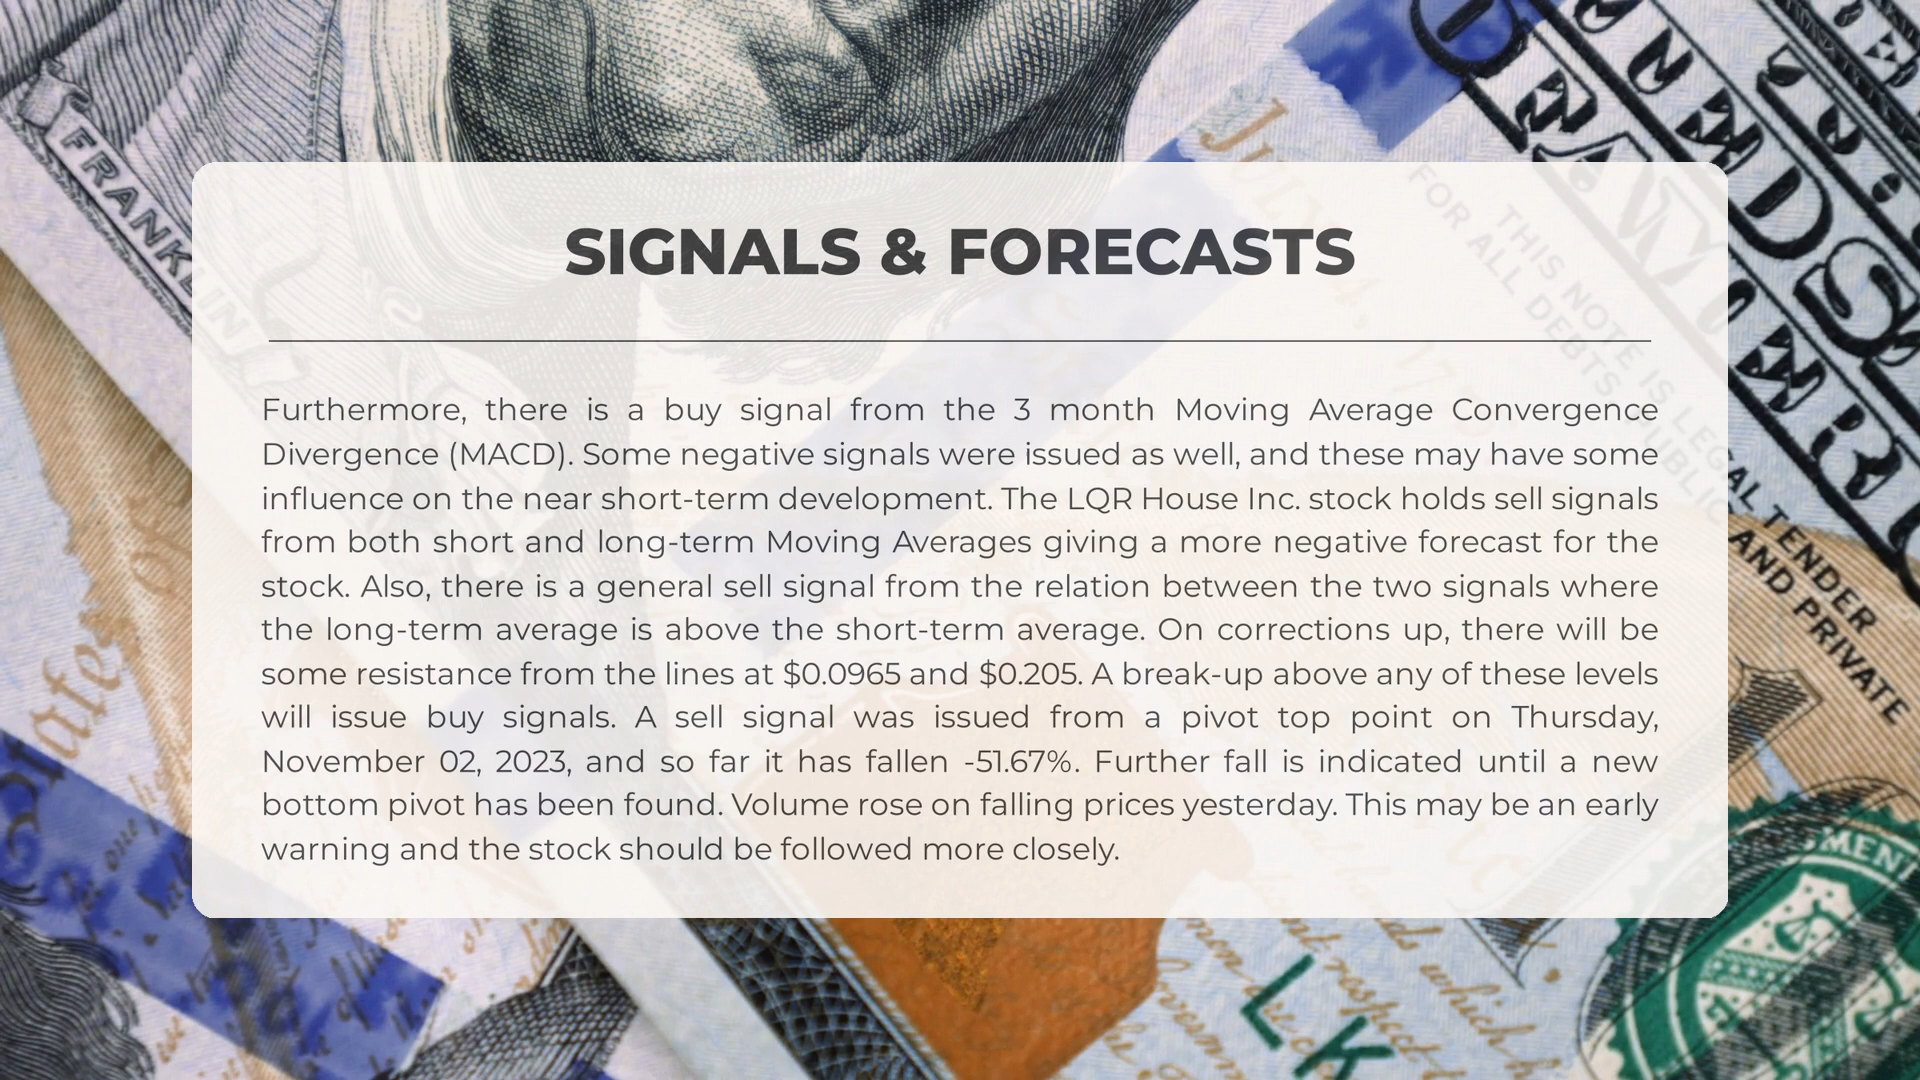 SIGNALS & FORECASTS
Furthermore, there is a buy signal from the 3 month Moving Average Convergence
Divergence (MACD). Some negative signals were issued as well, and these may have some
influence on the near short-term development. The LQR House Inc. stock holds sell signals
from both short and long-term Moving Averages giving a more negative forecast for the
stock. Also, there is a general sell signal from the relation between the two signals where
the long-term average is above the short-term average. On corrections up, there will be
some resistance from the lines at $0.0965 and $0.205. A break-up above any of these levels
will issue buy signals. A sell signal was issued from a pivot top point on Thursday,
November 02, 2023, and so far it has fallen -51.67%. Further fall is indicated until a new
bottom pivot has been found. Volume rose on falling prices yesterday. This may be an early
warning and the stock should be followed more closely.
FRANKLIN
THIS NOTE IS LEGAL TENDER
FOR ALL DEBTS, PUBLIC AND PRIVATE
L K